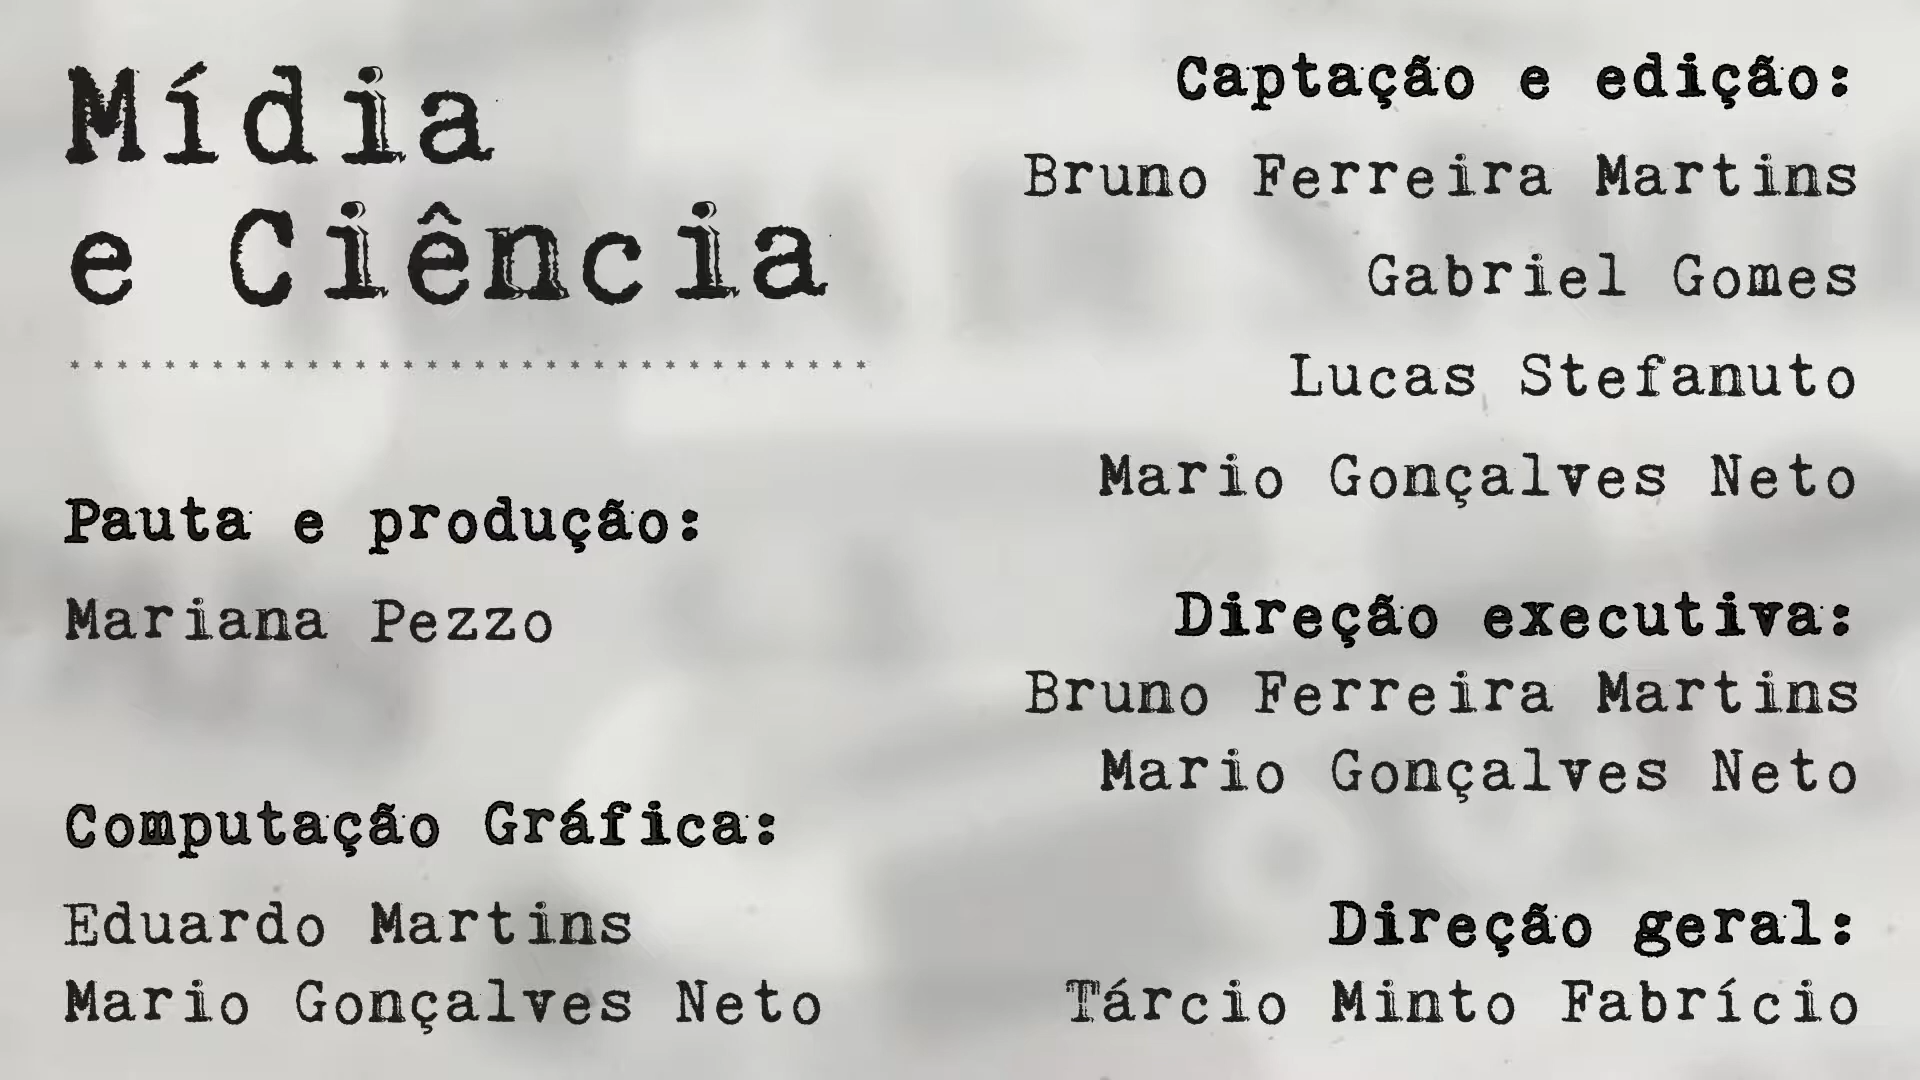 Mídia
e Ciência
Pauta e produção:
Mariana Pezzo
Computação Gráfica:
Eduardo Martins
Mario Gonçalves Neto
Captação e edição:
Bruno Ferreira Martins
Gabriel Gomes
Lucas Stefanuto
Mario Gonçalves Neto
Direção executiva:
Bruno Ferreira Martins
Mario Gonçalves Neto
Direção geral:
Tárcio Minto Fabrício